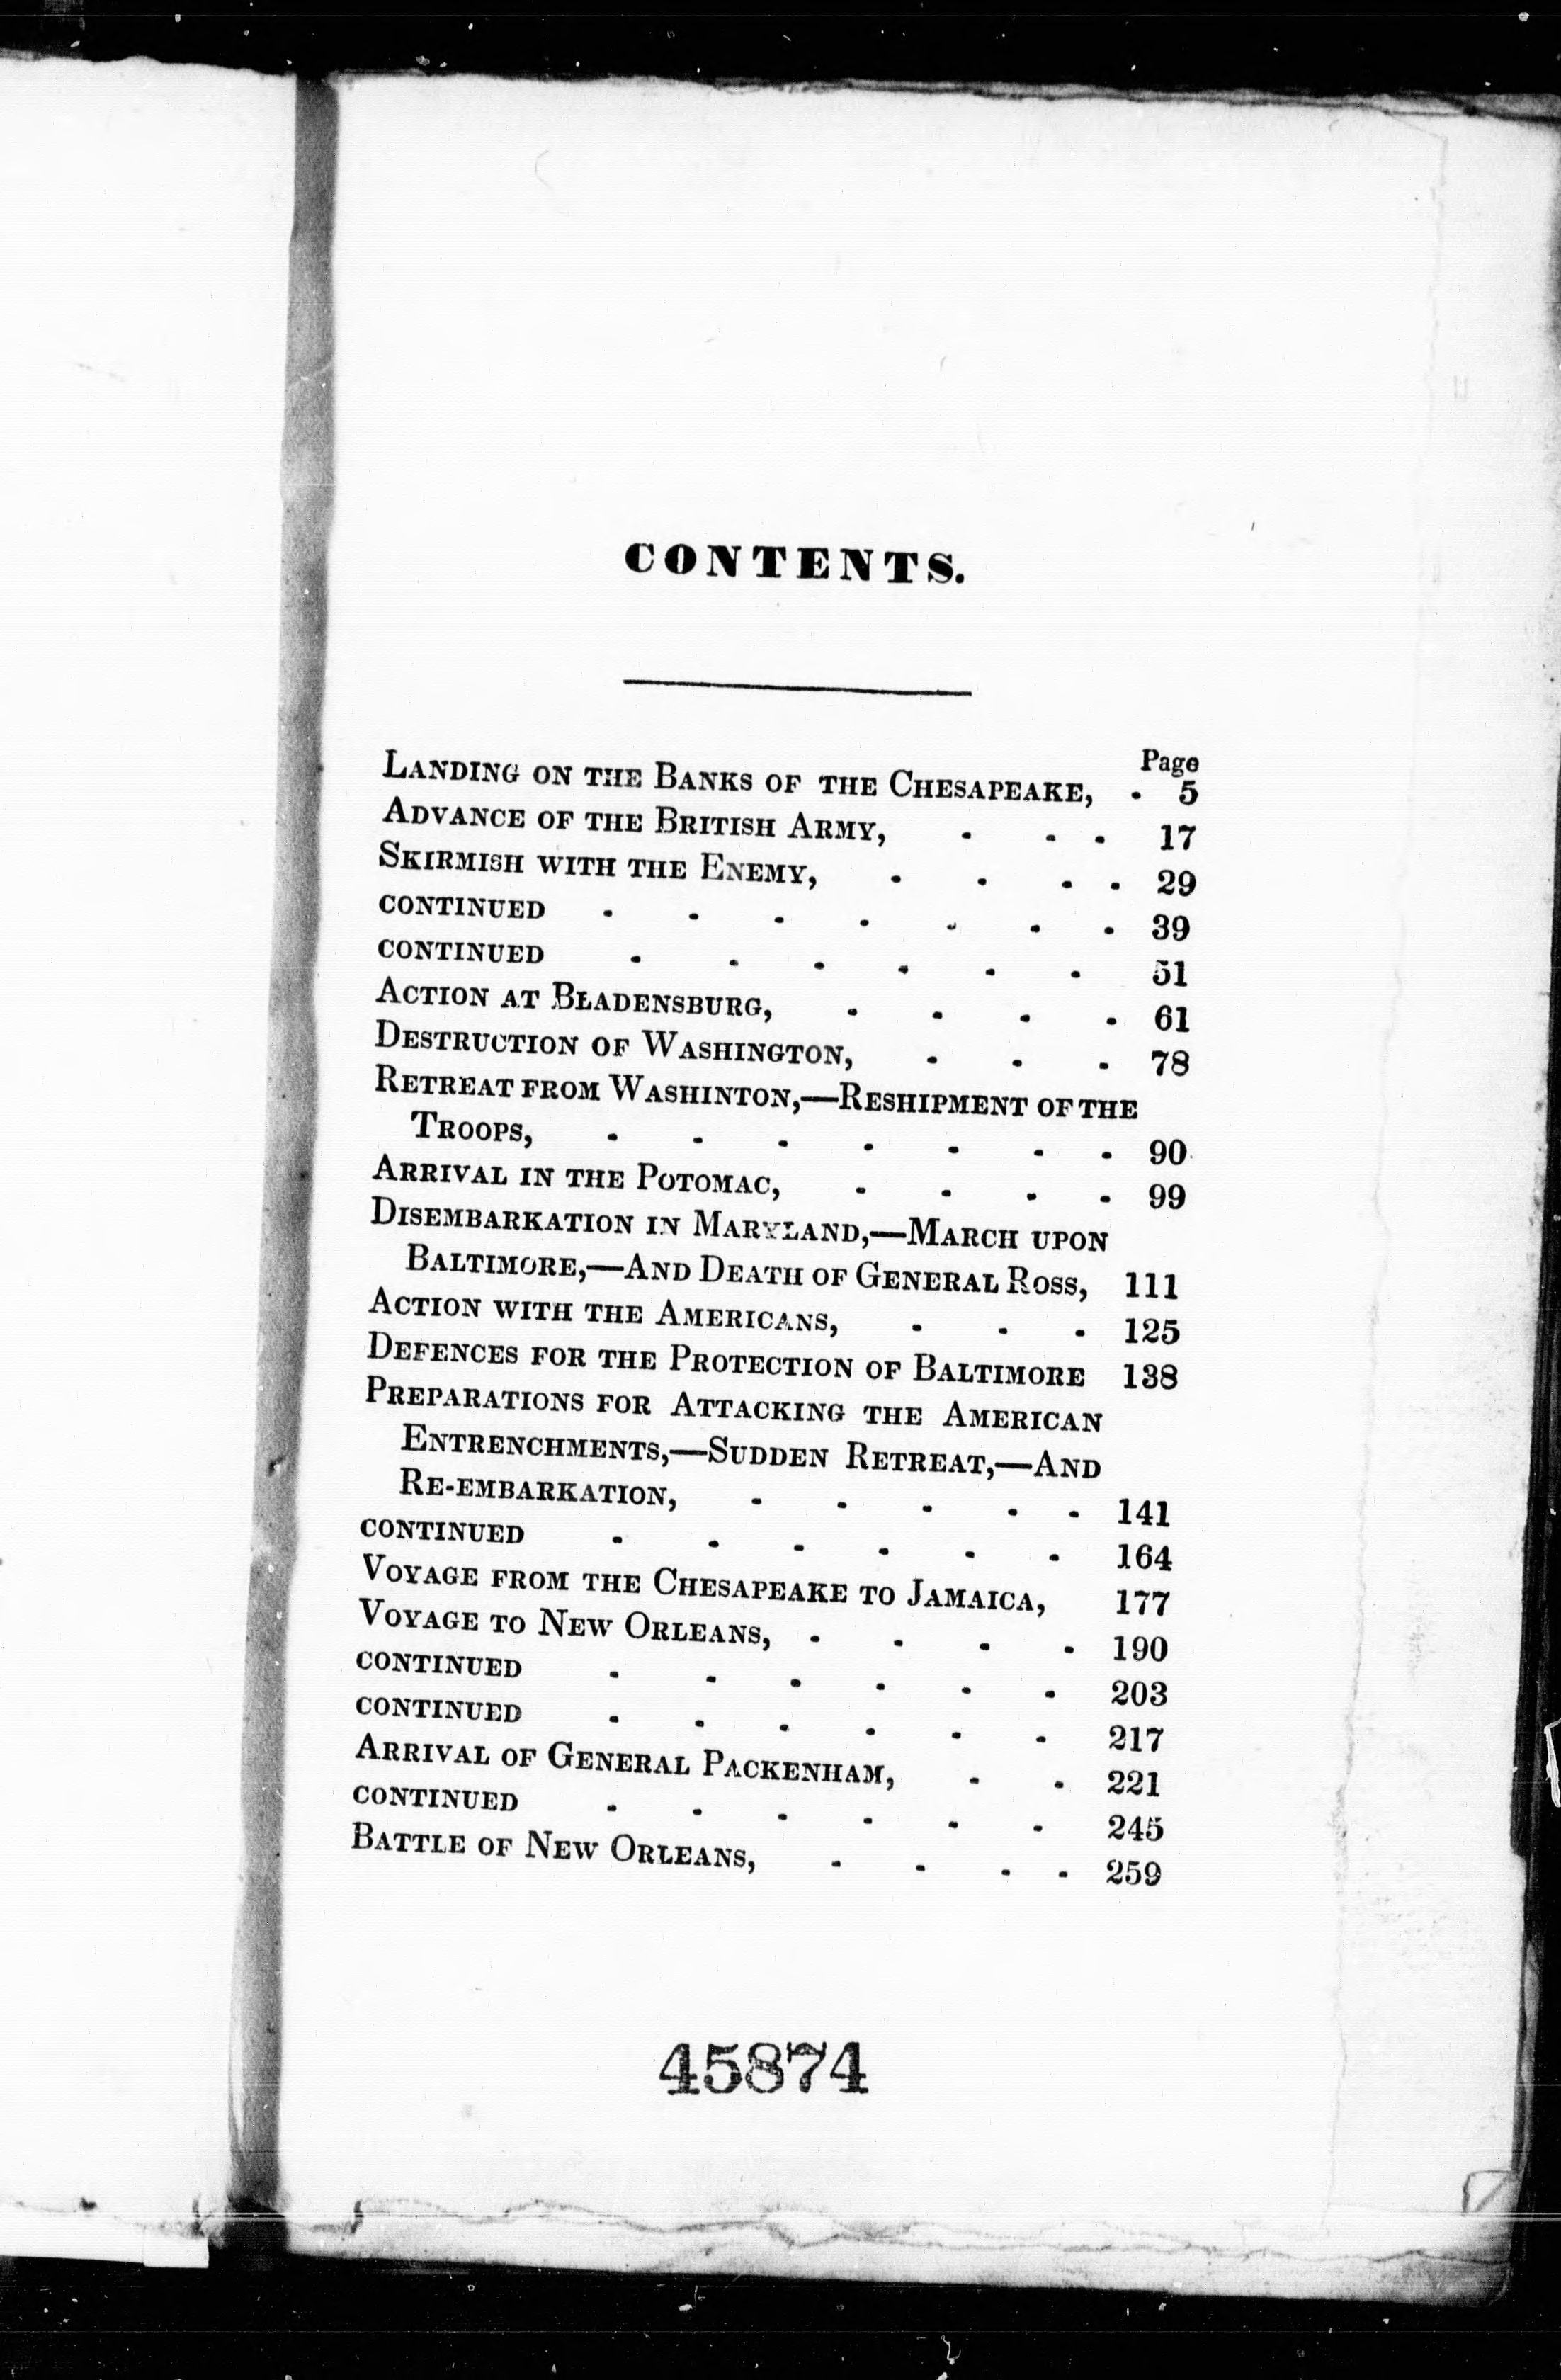 CONTENTS.
Page
LANDING ON THE BANKS OF THE CHESAPEAKE, - 5
ADVANCE OF THE BRITISH ARMY, - - - 17
SKIRMISH WITH THE ENEMY, - - - - 29
CONTINUED - - - - - - - 39
CONTINUED - - - - - - 51
ACTION AT BLADENSBURG, - - - - 61
DESTRUCTION OF WASHINGTON, - - - 78
RETREAT FROM WASHINTON,—RESHIPMENT OF THE
TROOPS, - - - - - - - 90
ARRIVAL IN THE POTOMAC, - - - - 99
DISEMBARKATION IN MARYLAND,—MARCH UPON
BALTIMORE,—AND DEATH OF GENERAL ROSS, 111
ACTION WITH THE AMERICANS, - - - 125
DEFENCES FOR THE PROTECTION OF BALTIMORE 138
PREPARATIONS FOR ATTACKING THE AMERICAN
ENTRENCHMENTS,—SUDDEN RETREAT,—AND
RE-EMBARKATION, - - - - - 141
CONTINUED - - - - - - 164
VOYAGE FROM THE CHESAPEAKE TO JAMAICA, 177
VOYAGE TO NEW ORLEANS, - - - - 190
CONTINUED - - - - - - 203
CONTINUED - - - - - - 217
ARRIVAL OF GENERAL PACKENHAM, - - 221
CONTINUED - - - - - - 245
BATTLE OF NEW ORLEANS, - - - - 259
45874